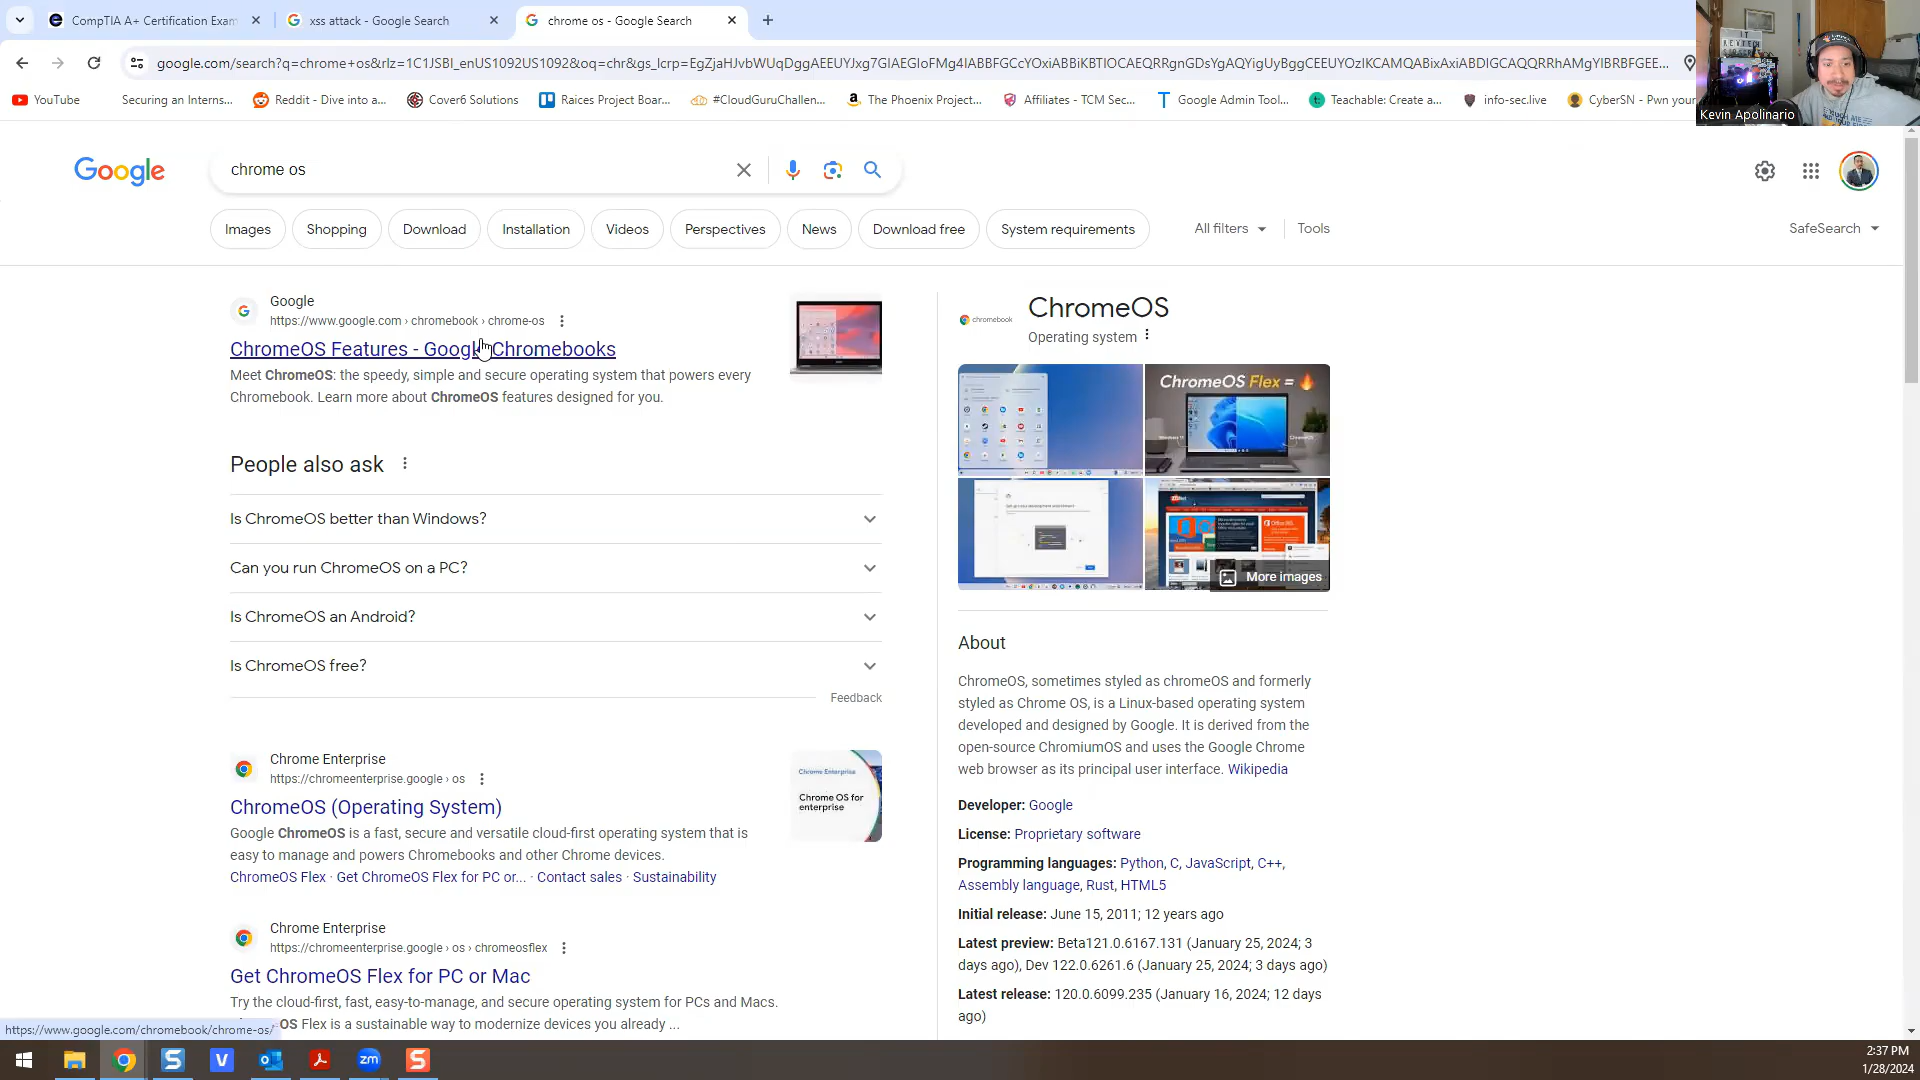 CompTIA A+ Certification Exam
xss attack - Google Search
chrome os - Google Search
google.com/search?q=chrome+os&rlz=1C1JSBI_enUS1092US1092&oq=chr&gs_lcrp=EgZjaHJvbWUqDggAEEUYJxg7GIAEGIoFMg4IABBFGCcYOxiABBiKBTIOCAEQRRgnGDsYgAQYigUyBggCEEUYOzIKCAMQABixAxiABDIGCAQQRRhAMgYIBRBFGEE...
YouTube
Securing an Interns...
Reddit - Dive into a...
Cover6 Solutions
Raices Project Boar...
#CloudGuruChallen...
The Phoenix Project...
Affiliates - TCM Sec...
Google Admin Tool...
Teachable: Create a...
info-sec.live
CyberSN - Pwn your
Kevin Apolinario
Google
chrome os
Images
Shopping
Download
Installation
Videos
Perspectives
News
Download free
System requirements
All filters
Tools
SafeSearch
Google
https://www.google.com › chromebook › chrome-os
ChromeOS Features - Google Chromebooks
Meet ChromeOS: the speedy, simple and secure operating system that powers every
Chromebook. Learn more about ChromeOS features designed for you.
People also ask
Is ChromeOS better than Windows?
Can you run ChromeOS on a PC?
Is ChromeOS an Android?
Is ChromeOS free?
Feedback
Chrome Enterprise
https://chromeenterprise.google › os
ChromeOS (Operating System)
Google ChromeOS is a fast, secure and versatile cloud-first operating system that is
easy to manage and powers Chromebooks and other Chrome devices.
ChromeOS Flex · Get ChromeOS Flex for PC or... · Contact sales · Sustainability
Chrome Enterprise
Chrome OS for
enterprise
Chrome Enterprise
https://chromeenterprise.google › os › chromeosflex
Get ChromeOS Flex for PC or Mac
Try the cloud-first, fast, easy-to-manage, and secure operating system for PCs and Macs.
OS Flex is a sustainable way to modernize devices you already ...
https://www.google.com/chromebook/chrome-os/
chromebook
ChromeOS
Operating system
ChromeOS Flex =
More images
About
ChromeOS, sometimes styled as chromeOS and formerly
styled as Chrome OS, is a Linux-based operating system
developed and designed by Google. It is derived from the
open-source ChromiumOS and uses the Google Chrome
web browser as its principal user interface. Wikipedia
Developer: Google
License: Proprietary software
Programming languages: Python, C, JavaScript, C++,
Assembly language, Rust, HTML5
Initial release: June 15, 2011; 12 years ago
Latest preview: Beta121.0.6167.131 (January 25, 2024; 3
days ago), Dev 122.0.6261.6 (January 25, 2024; 3 days ago)
Latest release: 120.0.6099.235 (January 16, 2024; 12 days
ago)
2:37 PM
1/28/2024